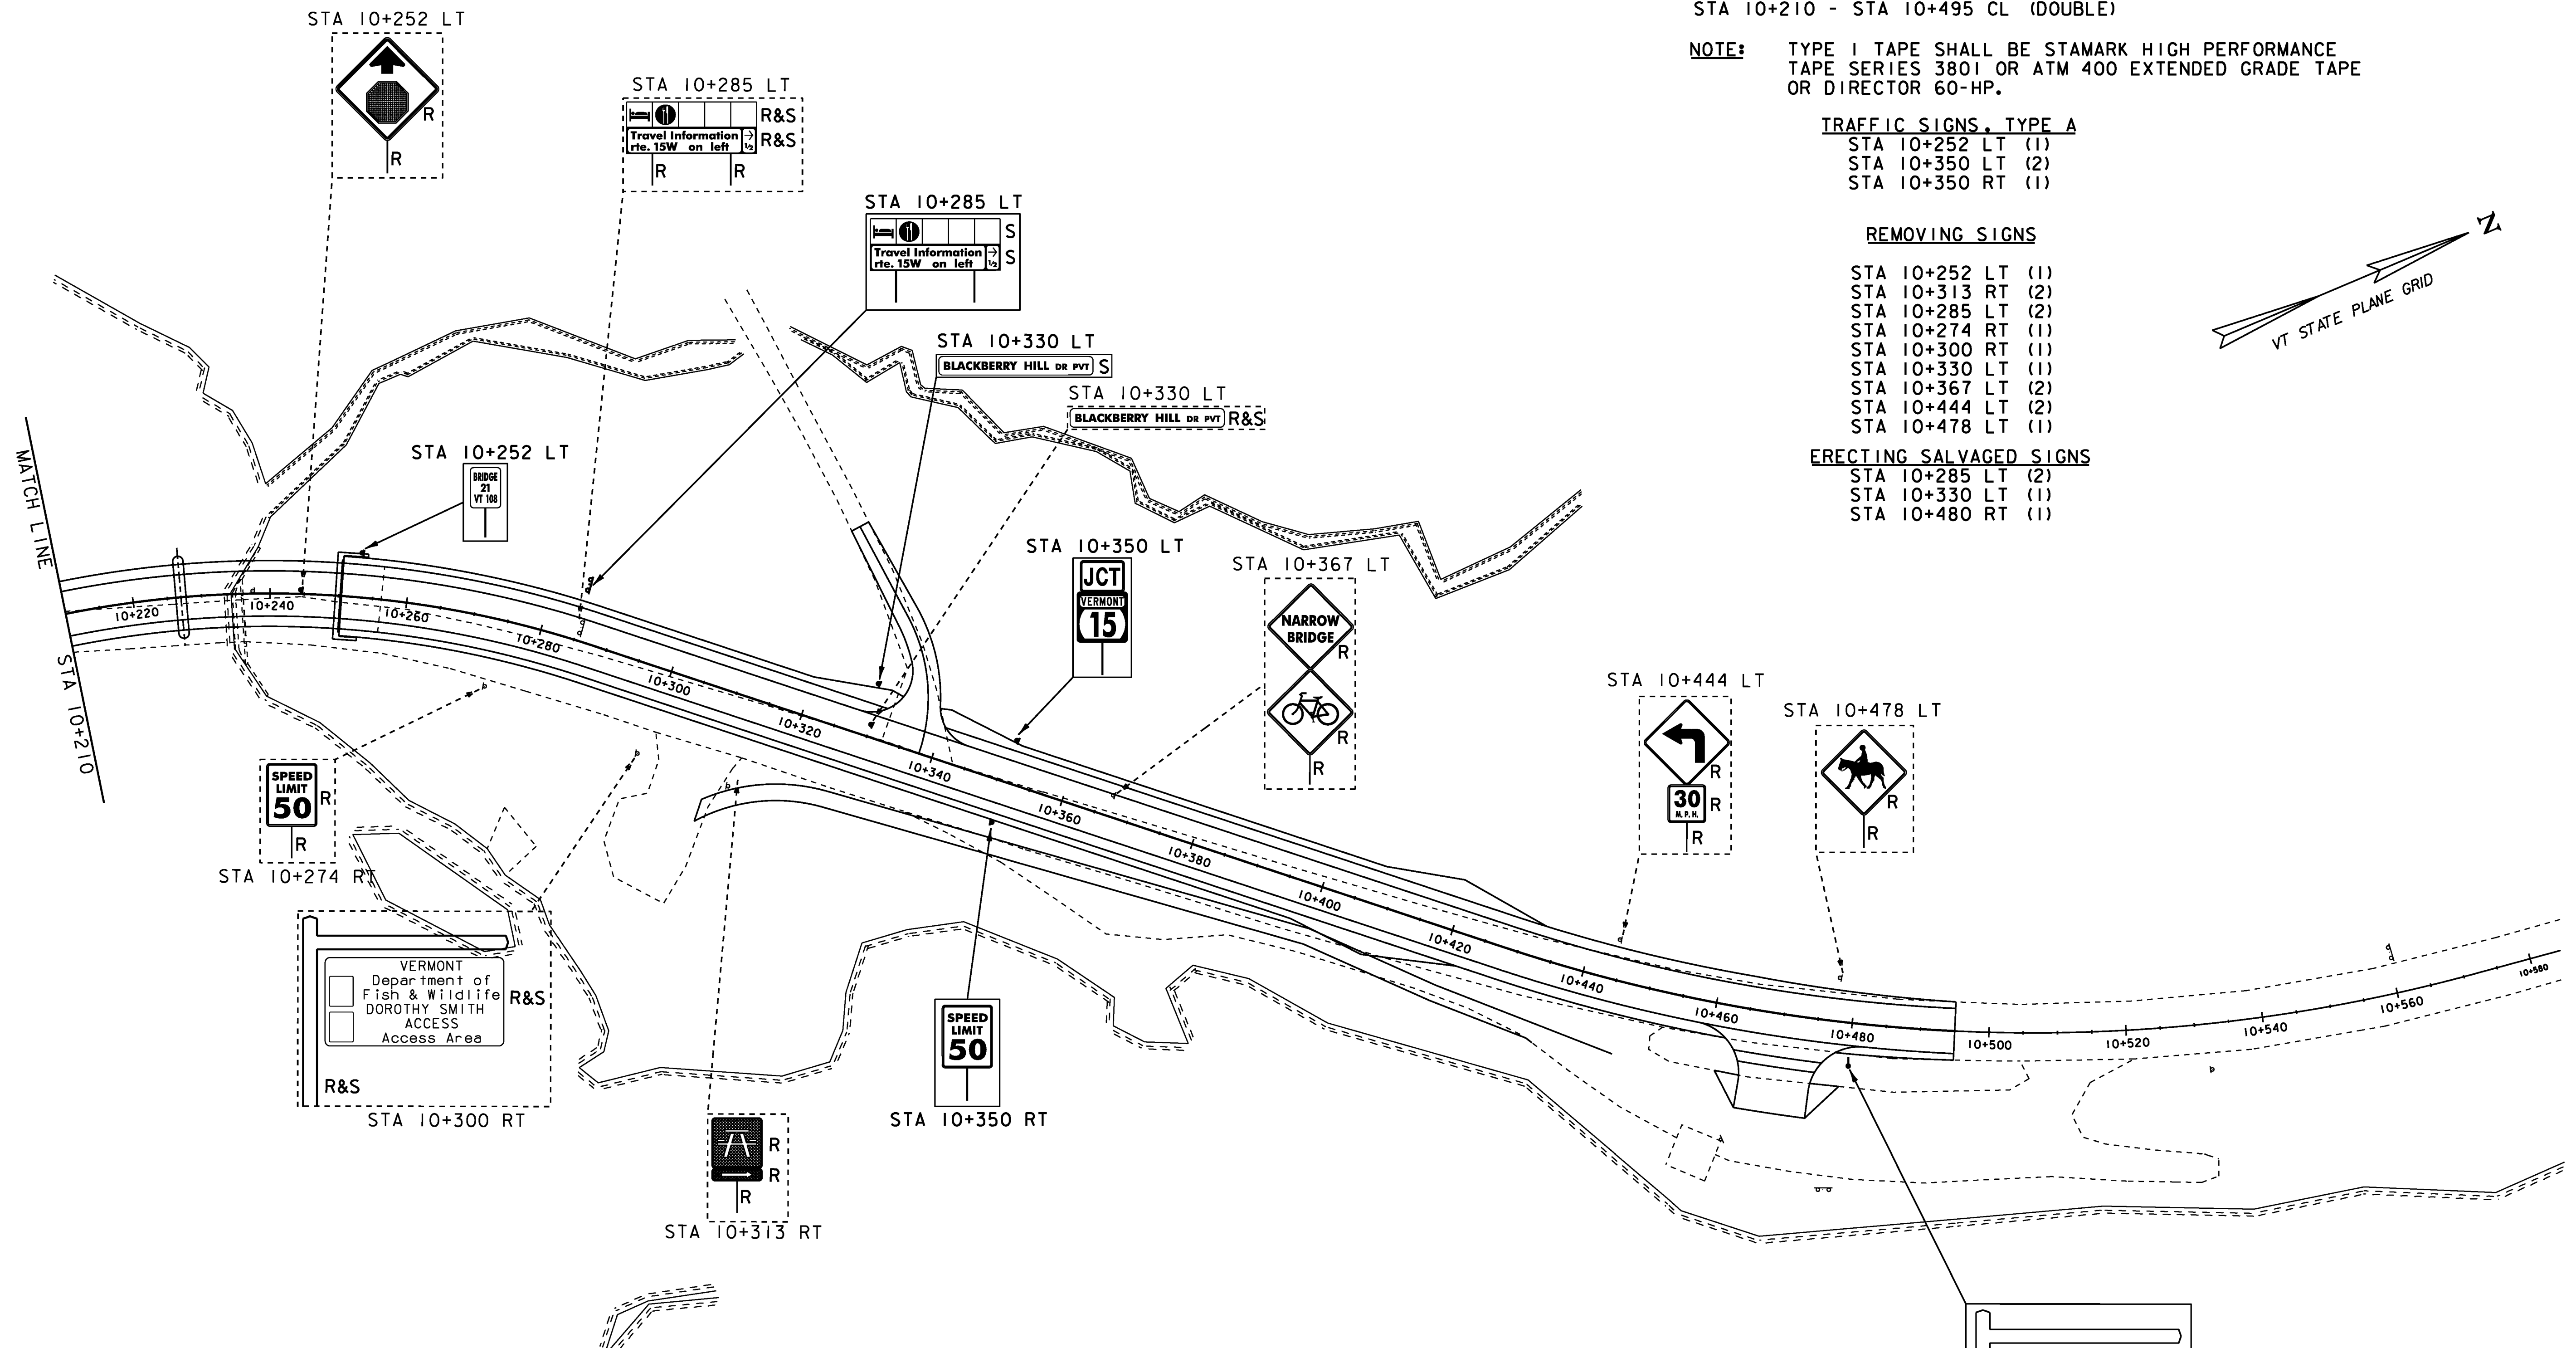 STA 10+210 - STA 10+495 CL (DOUBLE)
NOTE: TYPE I TAPE SHALL BE STAMARK HIGH PERFORMANCE
TAPE SERIES 3801 OR ATM 400 EXTENDED GRADE TAPE
OR DIRECTOR 60-HP.
TRAFFIC SIGNS, TYPE A
STA 10+252 LT (1)
STA 10+350 LT (2)
STA 10+350 RT (1)
REMOVING SIGNS
STA 10+252 LT (1)
STA 10+313 RT (2)
STA 10+285 LT (2)
STA 10+274 RT (1)
STA 10+300 RT (1)
STA 10+330 LT (1)
STA 10+367 LT (2)
STA 10+444 LT (2)
STA 10+478 LT (1)
ERECTING SALVAGED SIGNS
STA 10+285 LT (2)
STA 10+330 LT (1)
STA 10+480 RT (1)
N
VT STATE PLANE GRID
STA 10+252 LT
R
R
STA 10+285 LT
R&S
Travel Information
rte. 15W on left
1/2
R&S
R R
STA 10+285 LT
S
Travel Information
rte. 15W on left
1/2
S
STA 10+330 LT
BLACKBERRY HILL DR PVT S
STA 10+330 LT
BLACKBERRY HILL DR PVT R&S
STA 10+252 LT
BRIDGE
21
VT 108
STA 10+350 LT
JCT
VERMONT
15
STA 10+367 LT
NARROW
BRIDGE
R
R
R
STA 10+444 LT
R
30
M.P.H.
R
R
STA 10+478 LT
R
R
MATCH LINE
STA 10+210
10+220
10+240
10+260
10+280
10+300
10+320
10+340
10+360
10+380
10+400
10+420
10+440
10+460
10+480
10+500
10+520
10+540
10+560
10+580
SPEED
LIMIT
50
R
R
STA 10+274 RT
VERMONT
Department of
Fish & Wildlife
DOROTHY SMITH
ACCESS
Access Area
R&S
R&S
STA 10+300 RT
R
R
R
STA 10+313 RT
SPEED
LIMIT
50
STA 10+350 RT